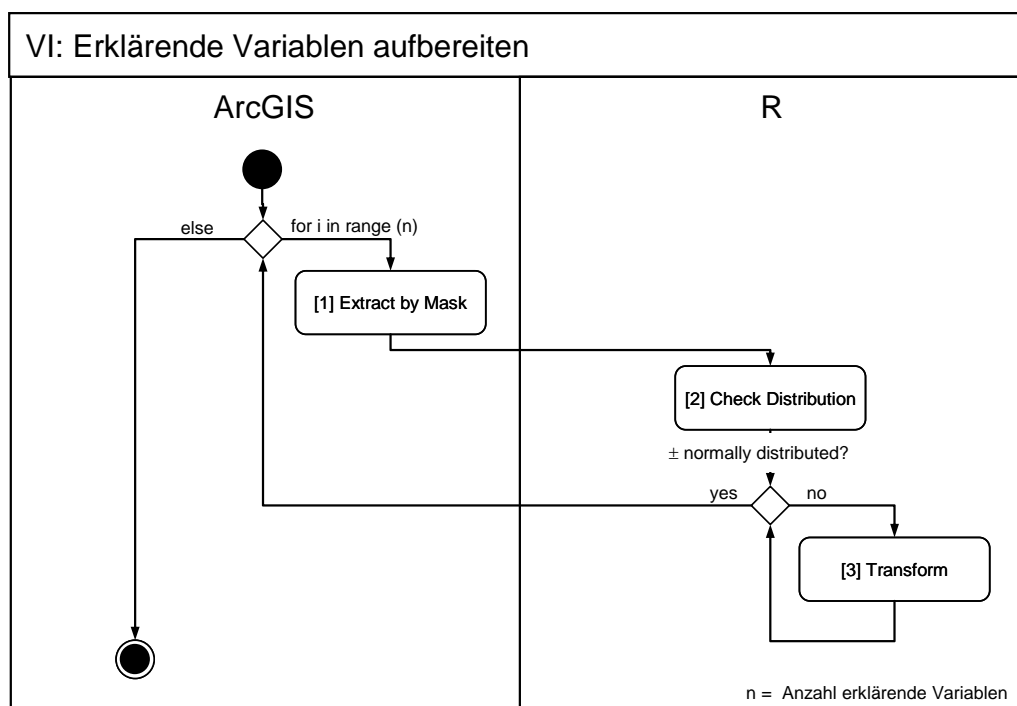 VI: Erklärende Variablen aufbereiten
ArcGIS
R
else
for i in range (n)
[1] Extract by Mask
[2] Check Distribution
± normally distributed?
yes
no
[3] Transform
n = Anzahl erklärende Variablen